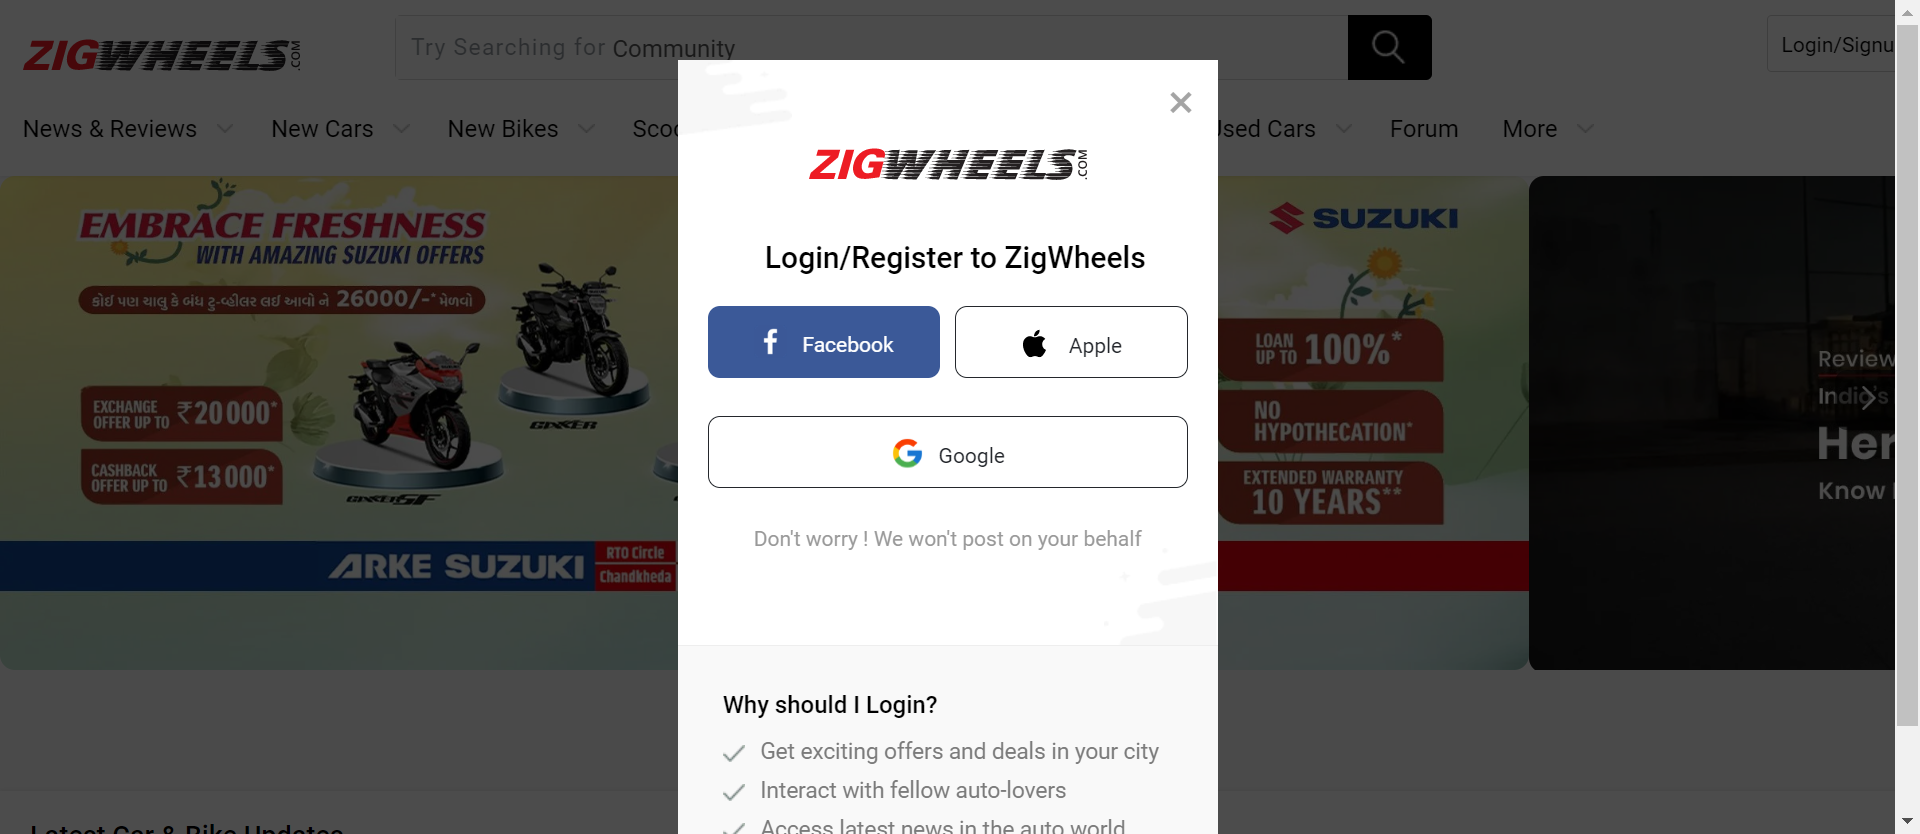 ZIGWHEELS.COM
Try Searching for Community
Login/Signu
News & Reviews
New Cars
New Bikes
Scoo
Used Cars
Forum
More
EMBRACE FRESHNESS
WITH AMAZING SUZUKI OFFERS
કોઈ પણ ચાલુ કે બંધ ટુ-વ્હીલર લઈ આવો ને 26000/-* મેળવો
EXCHANGE
OFFER UP TO ₹20000*
CASHBACK
OFFER UP TO ₹13000*
GIXXER
GIXXER SF
ARKE SUZUKI
RTO Circle
Chandkheda
ZIGWHEELS.COM
Login/Register to ZigWheels
Facebook
Apple
Google
Don't worry ! We won't post on your behalf
Why should I Login?
Get exciting offers and deals in your city
Interact with fellow auto-lovers
Access latest news in the auto world
SUZUKI
LOAN
UP TO 100%*
NO
HYPOTHECATION*
EXTENDED WARRANTY
10 YEARS**
Review
India's
Her
Know
Latest Car & Bike Updates